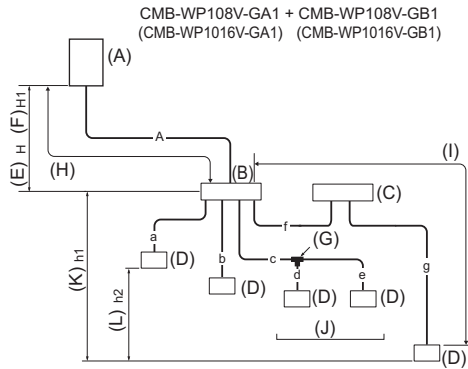 CMB-WP108V-GA1 + CMB-WP108V-GB1
(CMB-WP1016V-GA1) (CMB-WP1016V-GB1)
(A)
(E) H (F) H1
A
(H)
(I)
(B)
(C)
f
(G)
(K) h1
a
b
c
d
e
g
(D)
(D)
(D)
(D)
(L) h2
(J)
(D)